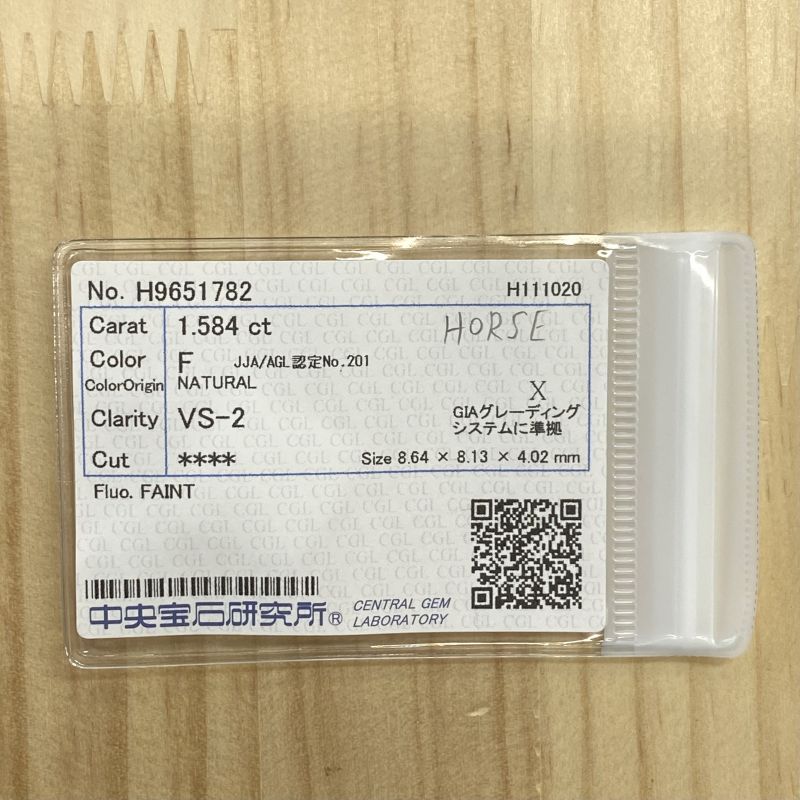 No. H9651782 H111020
Carat 1.584 ct HORSE
Color F JJA/AGL認定No.201
ColorOrigin NATURAL
X
Clarity VS-2 GIAグレーディング
システムに準拠
Cut **** Size 8.64 × 8.13 × 4.02 mm
Fluo. FAINT
中央宝石研究所® CENTRAL GEM
LABORATORY